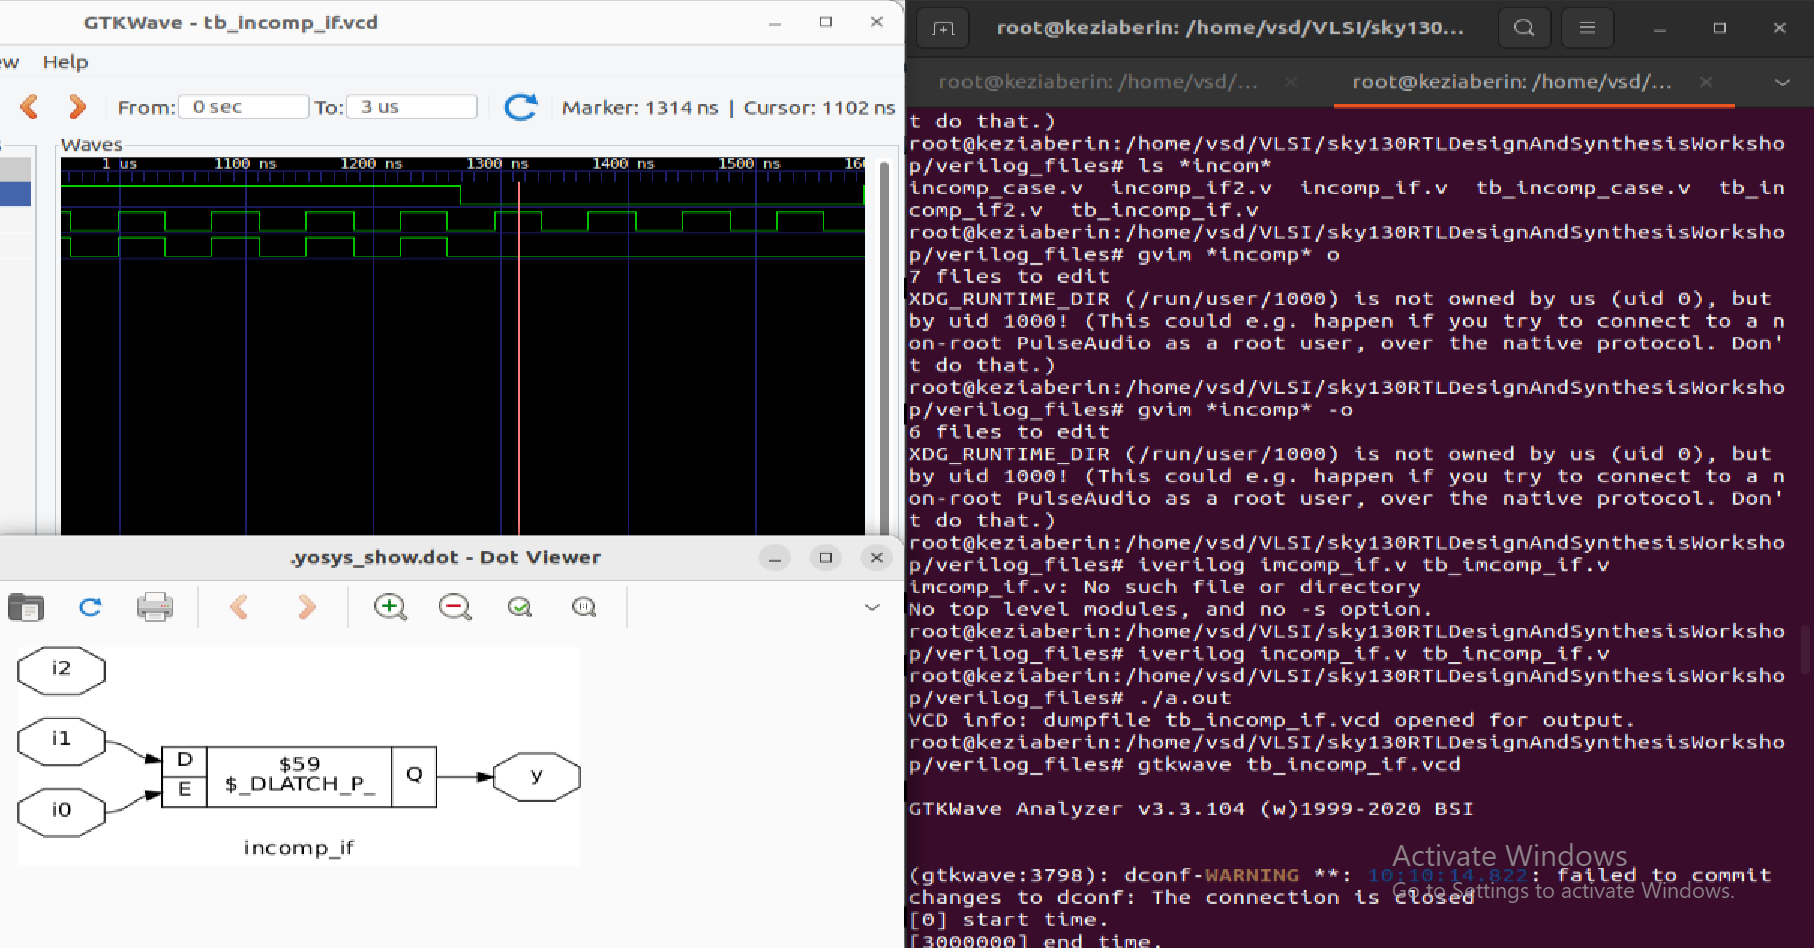 GTKWave - tb_incomp_if.vcd
ew Help
From: 0 sec To: 3 us Marker: 1314 ns | Cursor: 1102 ns
Waves
1 us 1100 ns 1200 ns 1300 ns 1400 ns 1500 ns 160
.yosys_show.dot - Dot Viewer
i2
i1
i0
D
E
$59
$_DLATCH_P_
Q
y
incomp_if
root@keziaberin: /home/vsd/VLSI/sky130...
root@keziaberin: /home/vsd/... root@keziaberin: /home/vsd/...
t do that.)
root@keziaberin:/home/vsd/VLSI/sky130RTLDesignAndSynthesisWorksho
p/verilog_files# ls *incom*
incomp_case.v incomp_if2.v incomp_if.v tb_incomp_case.v tb_in
comp_if2.v tb_incomp_if.v
root@keziaberin:/home/vsd/VLSI/sky130RTLDesignAndSynthesisWorksho
p/verilog_files# gvim *incomp* o
7 files to edit
XDG_RUNTIME_DIR (/run/user/1000) is not owned by us (uid 0), but
by uid 1000! (This could e.g. happen if you try to connect to a n
on-root PulseAudio as a root user, over the native protocol. Don'
t do that.)
root@keziaberin:/home/vsd/VLSI/sky130RTLDesignAndSynthesisWorksho
p/verilog_files# gvim *incomp* -o
6 files to edit
XDG_RUNTIME_DIR (/run/user/1000) is not owned by us (uid 0), but
by uid 1000! (This could e.g. happen if you try to connect to a n
on-root PulseAudio as a root user, over the native protocol. Don'
t do that.)
root@keziaberin:/home/vsd/VLSI/sky130RTLDesignAndSynthesisWorksho
p/verilog_files# iverilog imcomp_if.v tb_imcomp_if.v
imcomp_if.v: No such file or directory
No top level modules, and no -s option.
root@keziaberin:/home/vsd/VLSI/sky130RTLDesignAndSynthesisWorksho
p/verilog_files# iverilog incomp_if.v tb_incomp_if.v
root@keziaberin:/home/vsd/VLSI/sky130RTLDesignAndSynthesisWorksho
p/verilog_files# ./a.out
VCD info: dumpfile tb_incomp_if.vcd opened for output.
root@keziaberin:/home/vsd/VLSI/sky130RTLDesignAndSynthesisWorksho
p/verilog_files# gtkwave tb_incomp_if.vcd
GTKWave Analyzer v3.3.104 (w)1999-2020 BSI
(gtkwave:3798): dconf-WARNING **: 10:10:14.822: failed to commit
changes to dconf: The connection is closed
[0] start time.
[3000000] end time.
Activate Windows
Go to Settings to activate Windows.